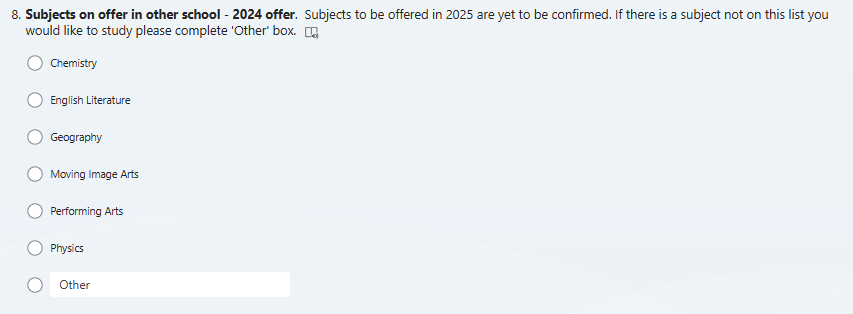 8. Subjects on offer in other school - 2024 offer. Subjects to be offered in 2025 are yet to be confirmed. If there is a subject not on this list you
would like to study please complete 'Other' box.
Chemistry
English Literature
Geography
Moving Image Arts
Performing Arts
Physics
Other